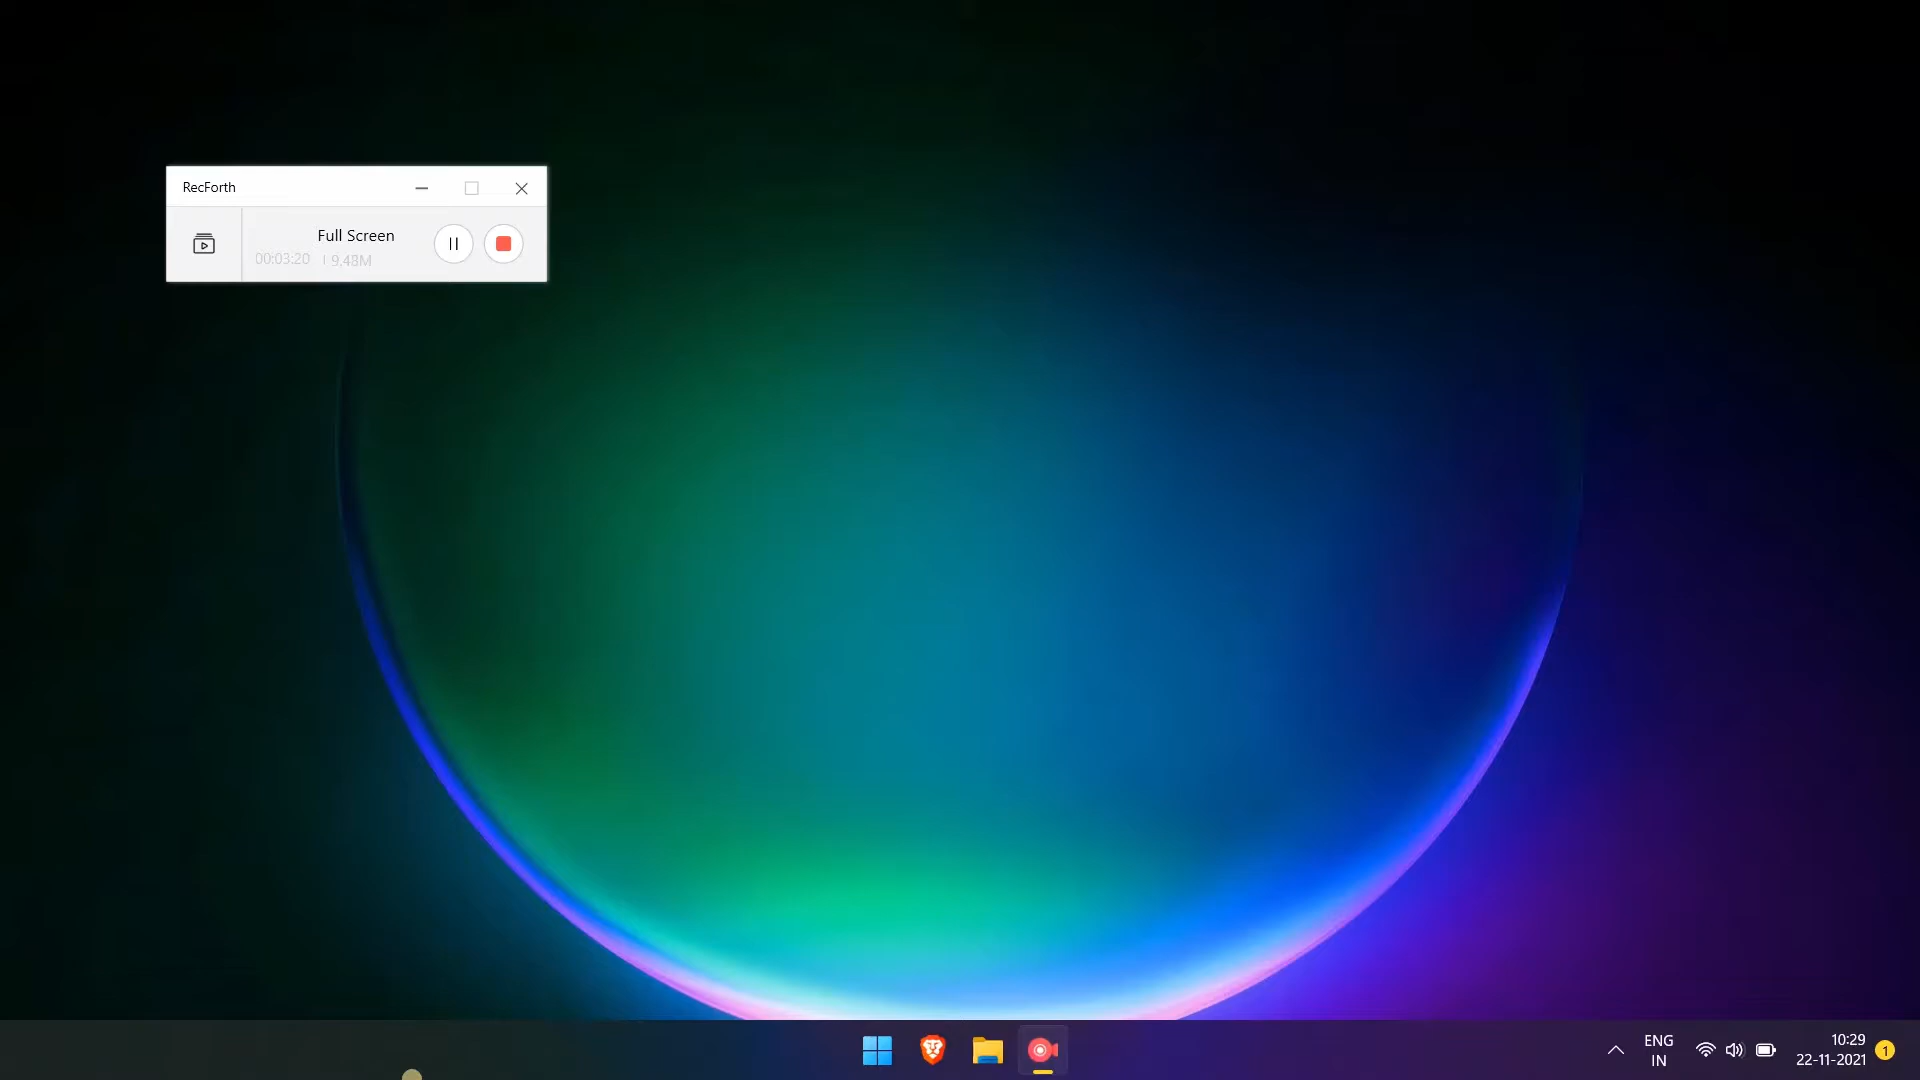 RecForth
Full Screen
00:03:20 | 9.48M
ENG
IN
10:29
22-11-2021
1